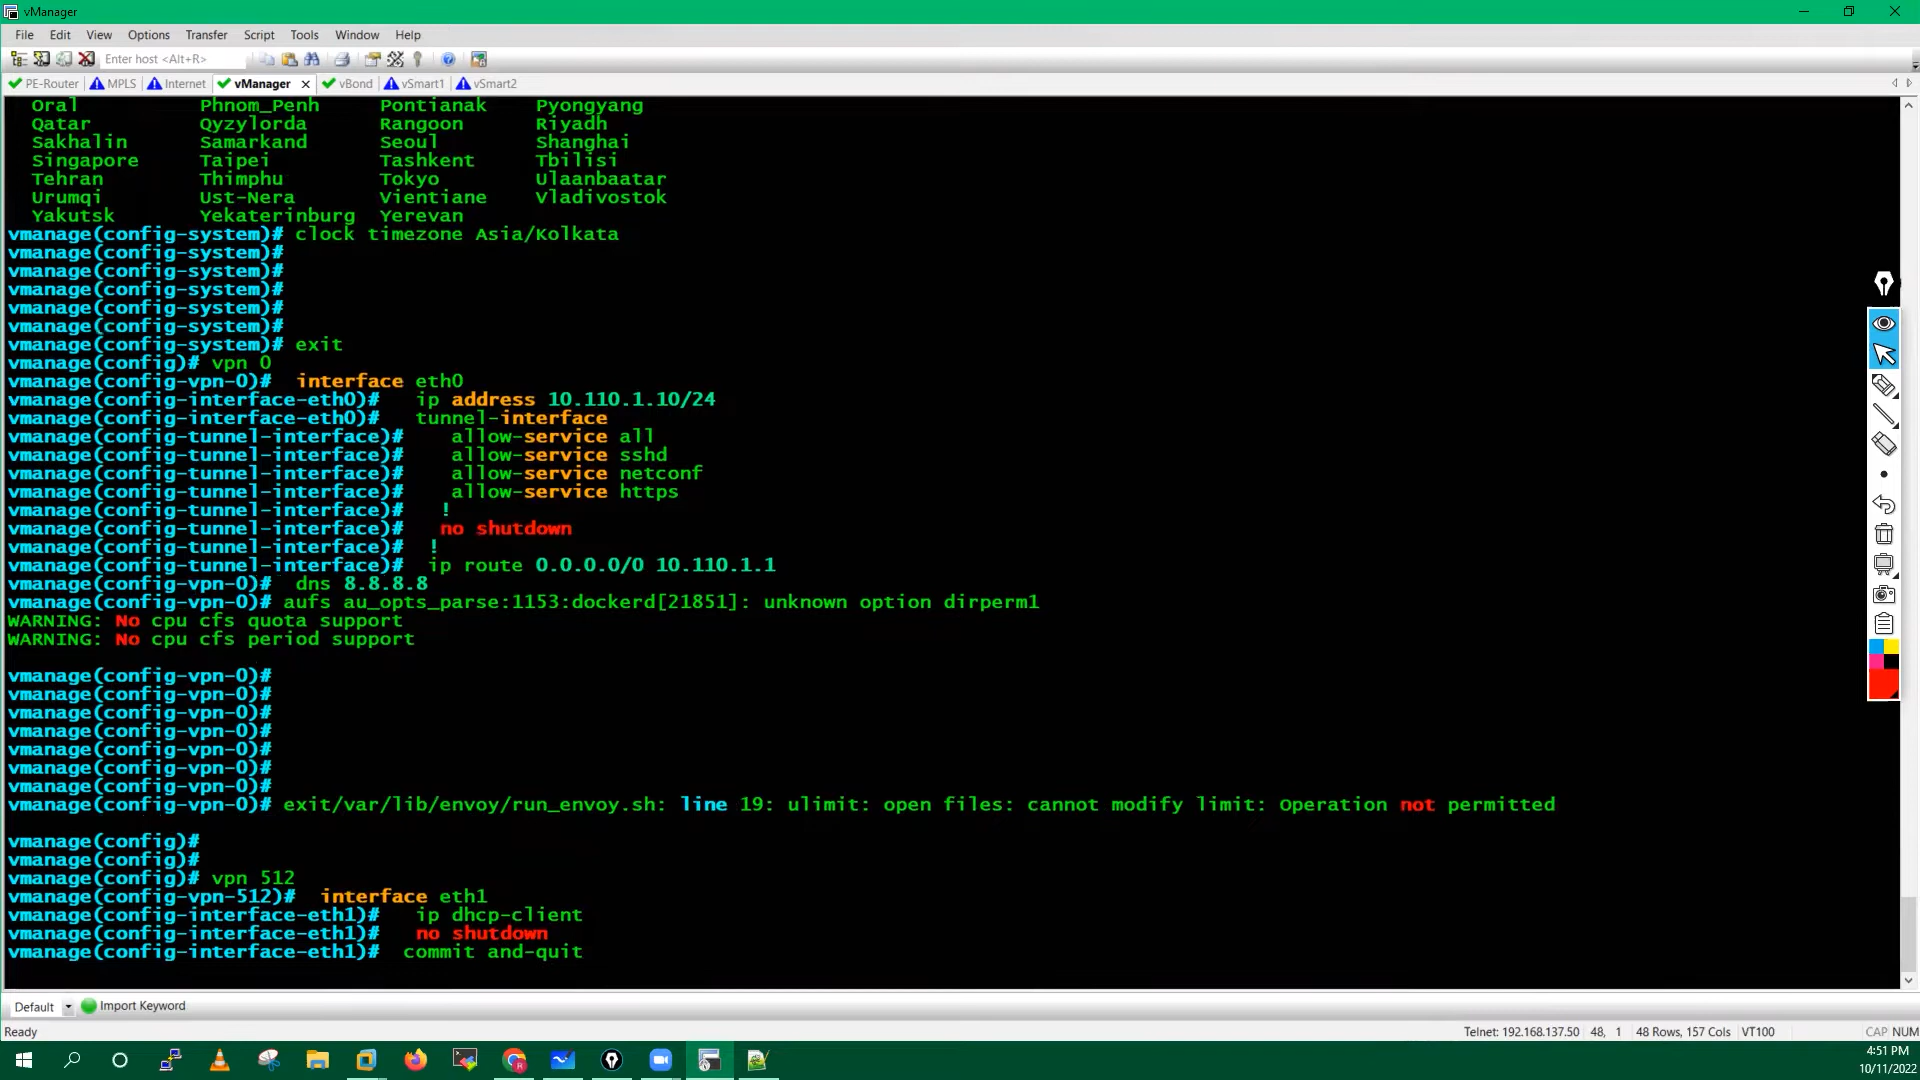 vManager
File Edit View Options Transfer Script Tools Window Help
Enter host <Alt+R>
PE-Router MPLS Internet vManager vBond vSmart1 vSmart2
Oral Phnom_Penh Pontianak Pyongyang
Qatar Qyzylorda Rangoon Riyadh
Sakhalin Samarkand Seoul Shanghai
Singapore Taipei Tashkent Tbilisi
Tehran Thimphu Tokyo Ulaanbaatar
Urumqi Ust-Nera Vientiane Vladivostok
Yakutsk Yekaterinburg Yerevan
vmanage(config-system)# clock timezone Asia/Kolkata
vmanage(config-system)#
vmanage(config-system)#
vmanage(config-system)#
vmanage(config-system)#
vmanage(config-system)#
vmanage(config-system)# exit
vmanage(config)# vpn 0
vmanage(config-vpn-0)# interface eth0
vmanage(config-interface-eth0)# ip address 10.110.1.10/24
vmanage(config-interface-eth0)# tunnel-interface
vmanage(config-tunnel-interface)# allow-service all
vmanage(config-tunnel-interface)# allow-service sshd
vmanage(config-tunnel-interface)# allow-service netconf
vmanage(config-tunnel-interface)# allow-service https
vmanage(config-tunnel-interface)# !
vmanage(config-tunnel-interface)# no shutdown
vmanage(config-tunnel-interface)# !
vmanage(config-tunnel-interface)# ip route 0.0.0.0/0 10.110.1.1
vmanage(config-vpn-0)# dns 8.8.8.8
vmanage(config-vpn-0)# aufs au_opts_parse:1153:dockerd[21851]: unknown option dirperm1
WARNING: No cpu cfs quota support
WARNING: No cpu cfs period support
vmanage(config-vpn-0)#
vmanage(config-vpn-0)#
vmanage(config-vpn-0)#
vmanage(config-vpn-0)#
vmanage(config-vpn-0)#
vmanage(config-vpn-0)#
vmanage(config-vpn-0)#
vmanage(config-vpn-0)# exit/var/lib/envoy/run_envoy.sh: line 19: ulimit: open files: cannot modify limit: Operation not permitted
vmanage(config)#
vmanage(config)#
vmanage(config)# vpn 512
vmanage(config-vpn-512)# interface eth1
vmanage(config-interface-eth1)# ip dhcp-client
vmanage(config-interface-eth1)# no shutdown
vmanage(config-interface-eth1)# commit and-quit
Default Import Keyword
Ready Telnet: 192.168.137.50 48, 1 48 Rows, 157 Cols VT100 CAP NUM
4:51 PM
10/11/2022